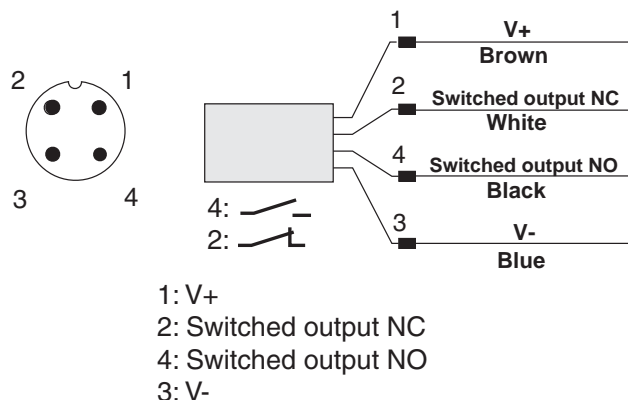 2
1
3
4
1
V+
Brown
2
Switched output NC
White
4
Switched output NO
Black
3
V-
Blue
4:
2:
1: V+
2: Switched output NC
4: Switched output NO
3: V-